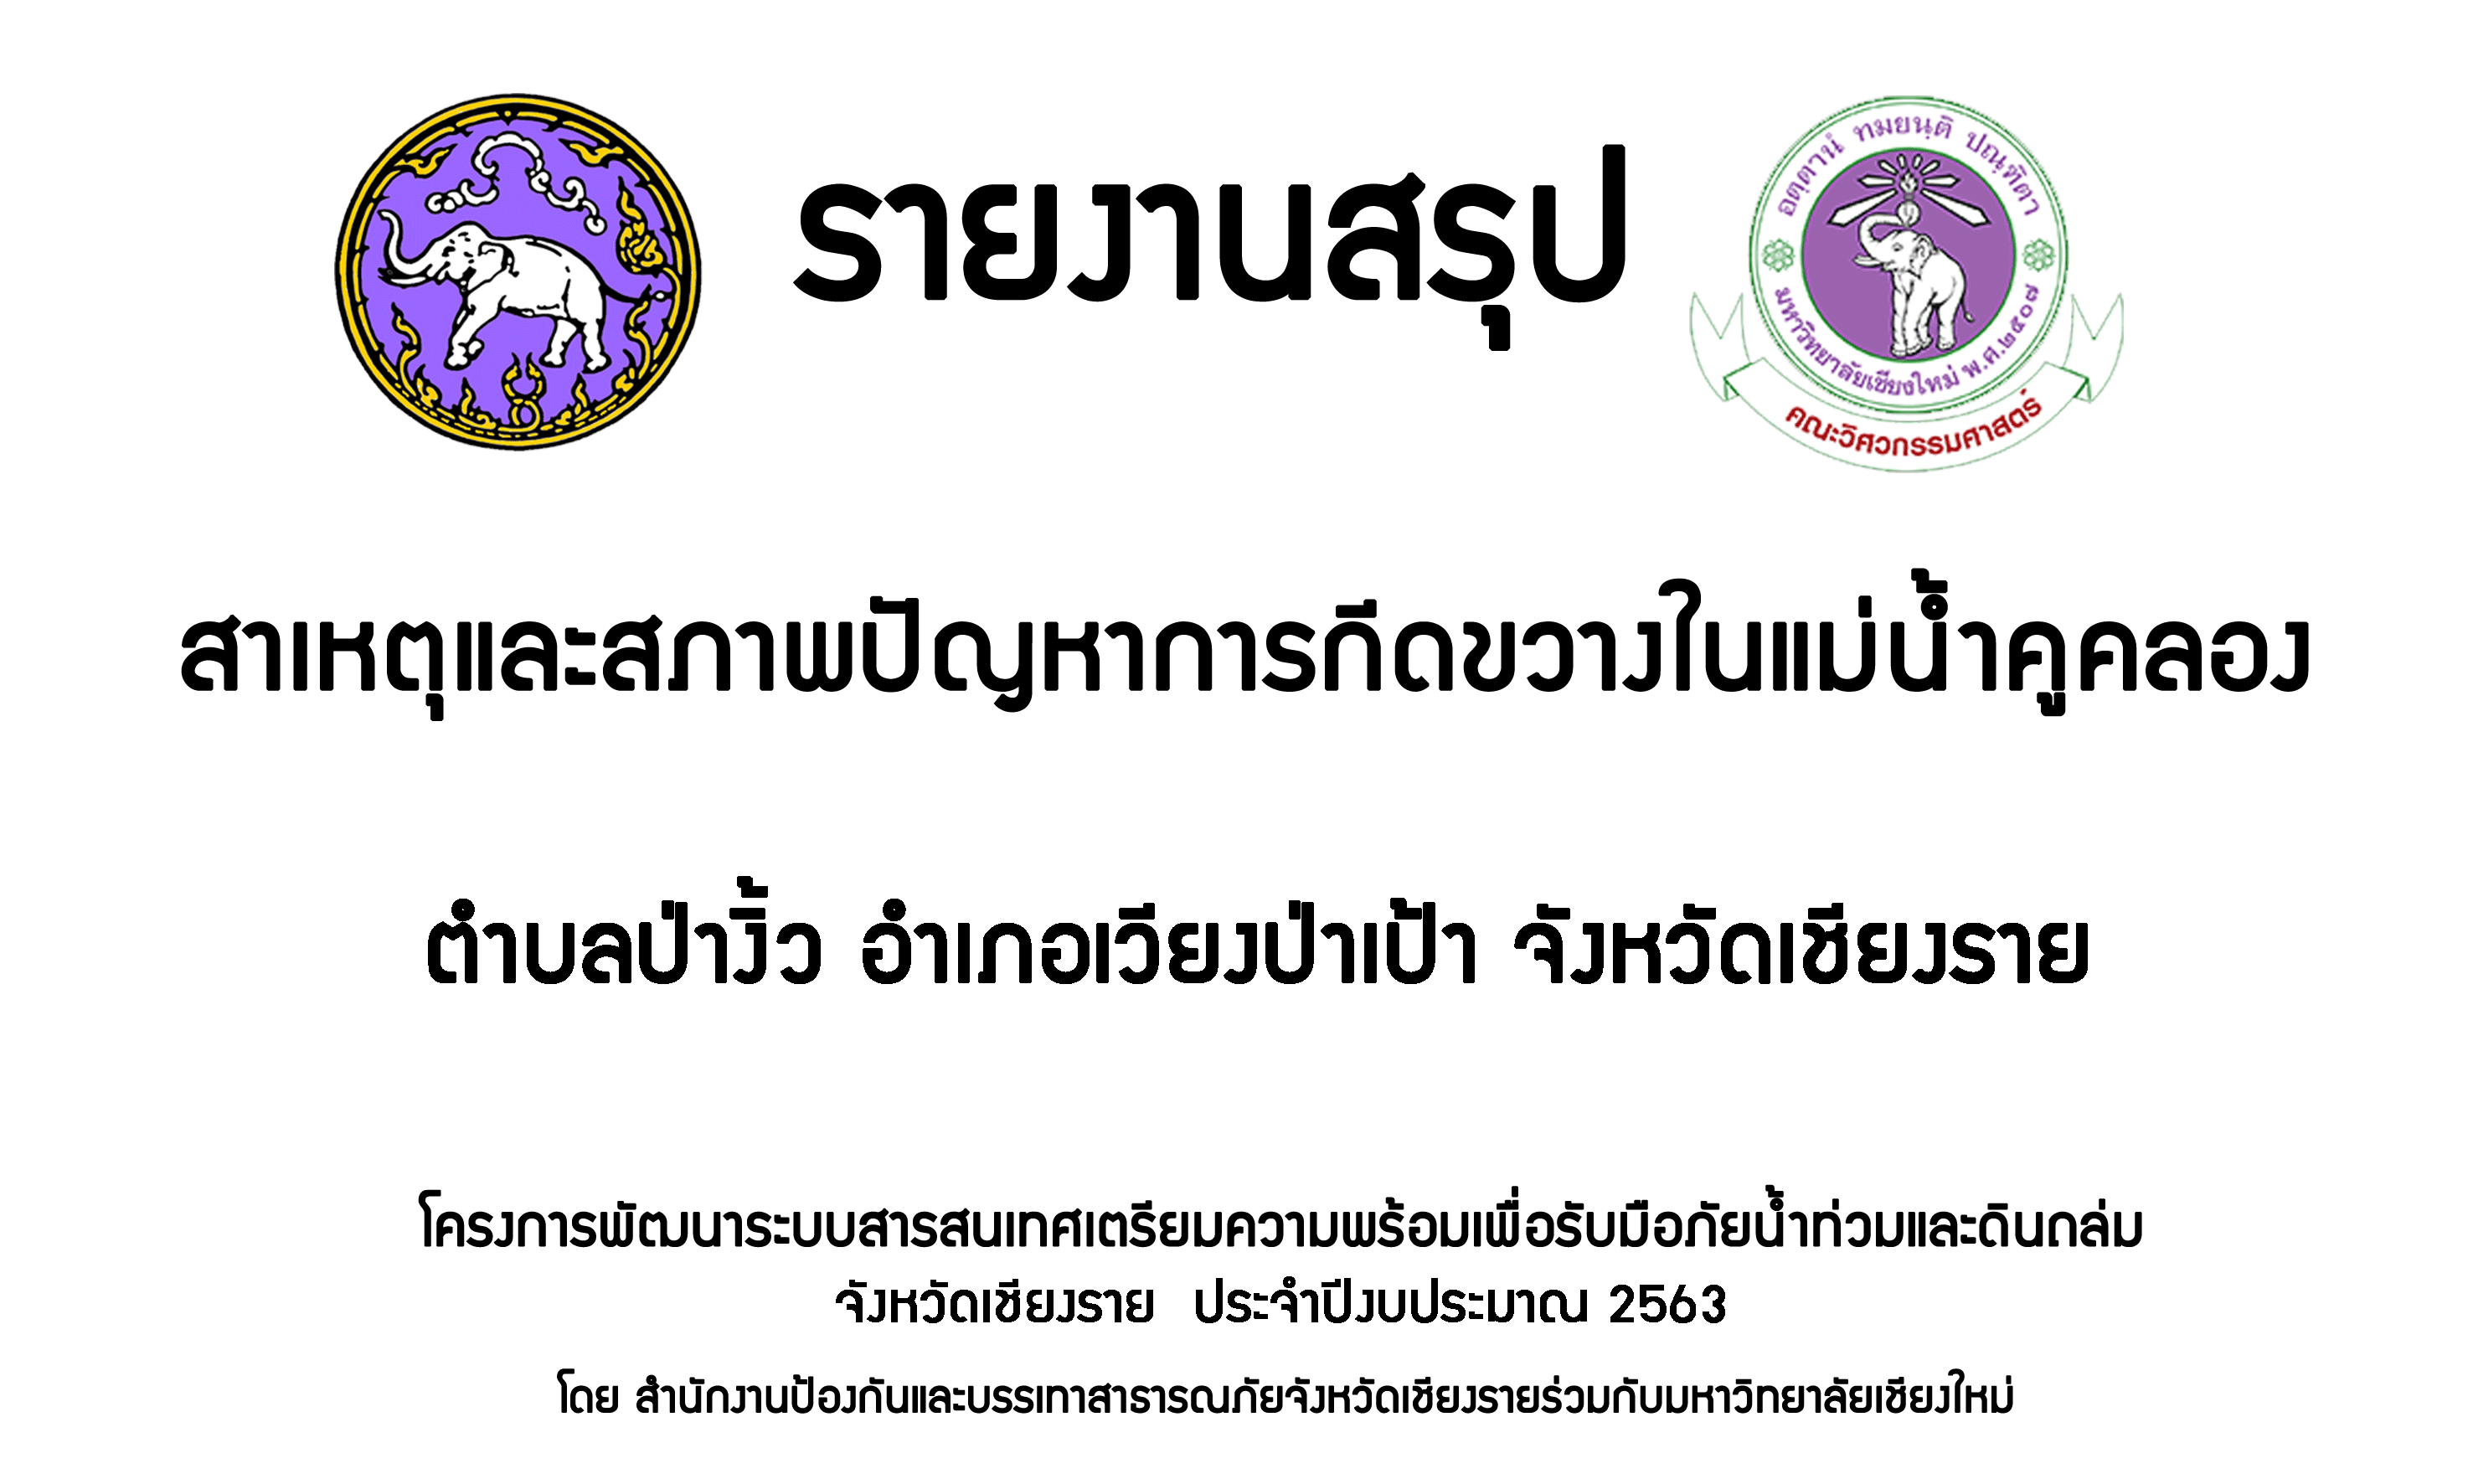 รายงานสรุป
อตฺตานํ ทมยนฺติ ปณฺฑิตา
มหาวิทยาลัยเชียงใหม่ พ.ศ.๒๕๐๗
คณะวิศวกรรมศาสตร์
สาเหตุและสภาพปัญหาการกีดขวางในแม่น้ำคูคลอง
ตำบลป่างิ้ว อำเภอเวียงป่าเป้า จังหวัดเชียงราย
โครงการพัฒนาระบบสารสนเทศเตรียมความพร้อมเพื่อรับมือภัยน้ำท่วมและดินถล่ม
จังหวัดเชียงราย ประจำปีงบประมาณ 2563
โดย สำนักงานป้องกันและบรรเทาสาธารณภัยจังหวัดเชียงรายร่วมกับมหาวิทยาลัยเชียงใหม่